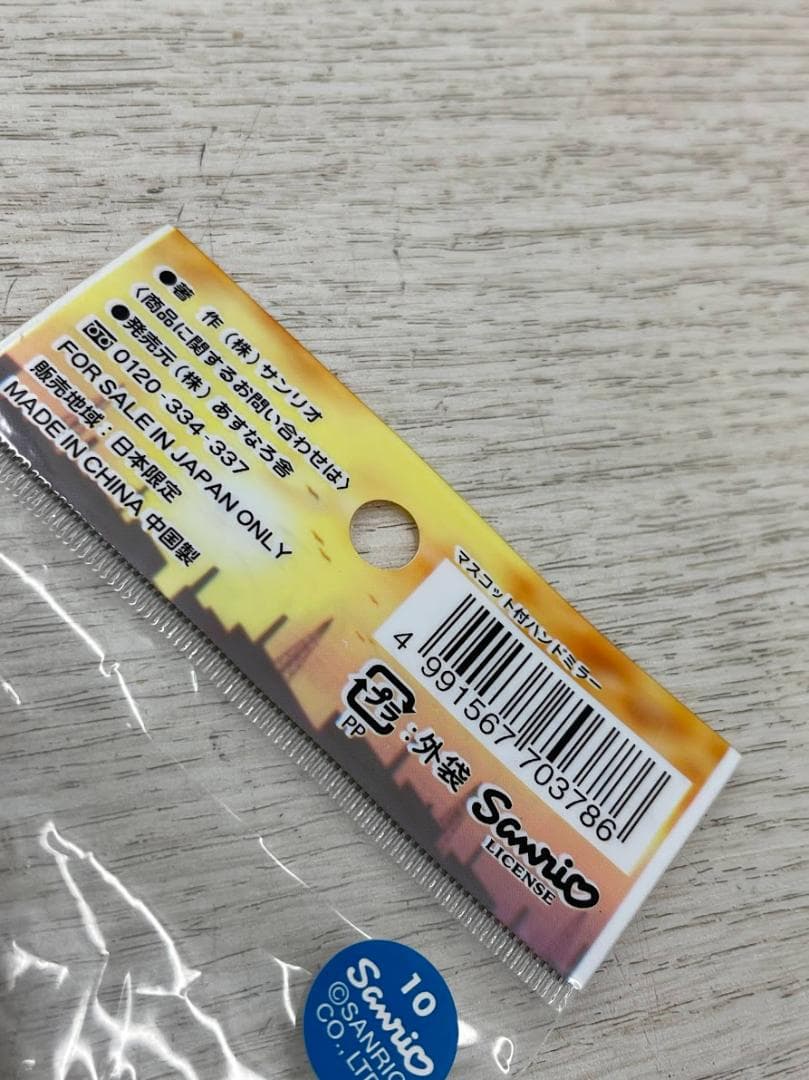 ●著 作(株)サンリオ
〈商品に関するお問い合わせは〉
●発売元(株)あすなろ舎
0120-334-337
FOR SALE IN JAPAN ONLY
販売地域:日本限定
MADE IN CHINA 中国製
マスコット付ハンドミラー
4 991567 703786
プラ
PP
:外袋
Sanrio
LICENSE
10
Sanrio
©SANRIO
CO., LTD